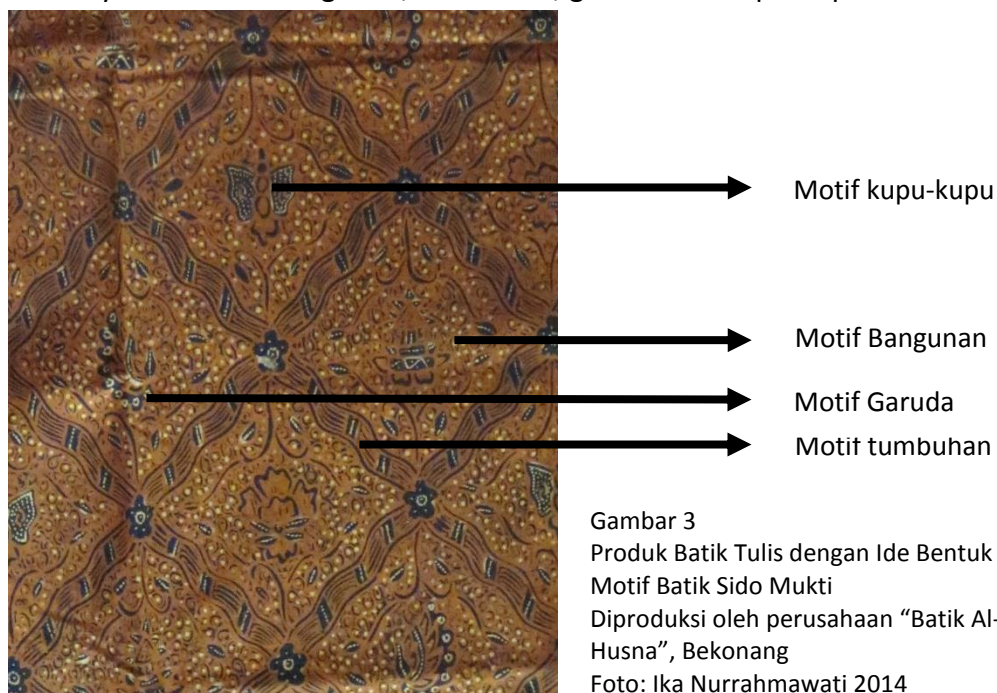 Motif kupu-kupu
Motif Bangunan
Motif Garuda
Motif tumbuhan
Gambar 3
Produk Batik Tulis dengan Ide Bentuk
Motif Batik Sido Mukti
Diproduksi oleh perusahaan “Batik Al-
Husna”, Bekonang
Foto: Ika Nurrahmawati 2014